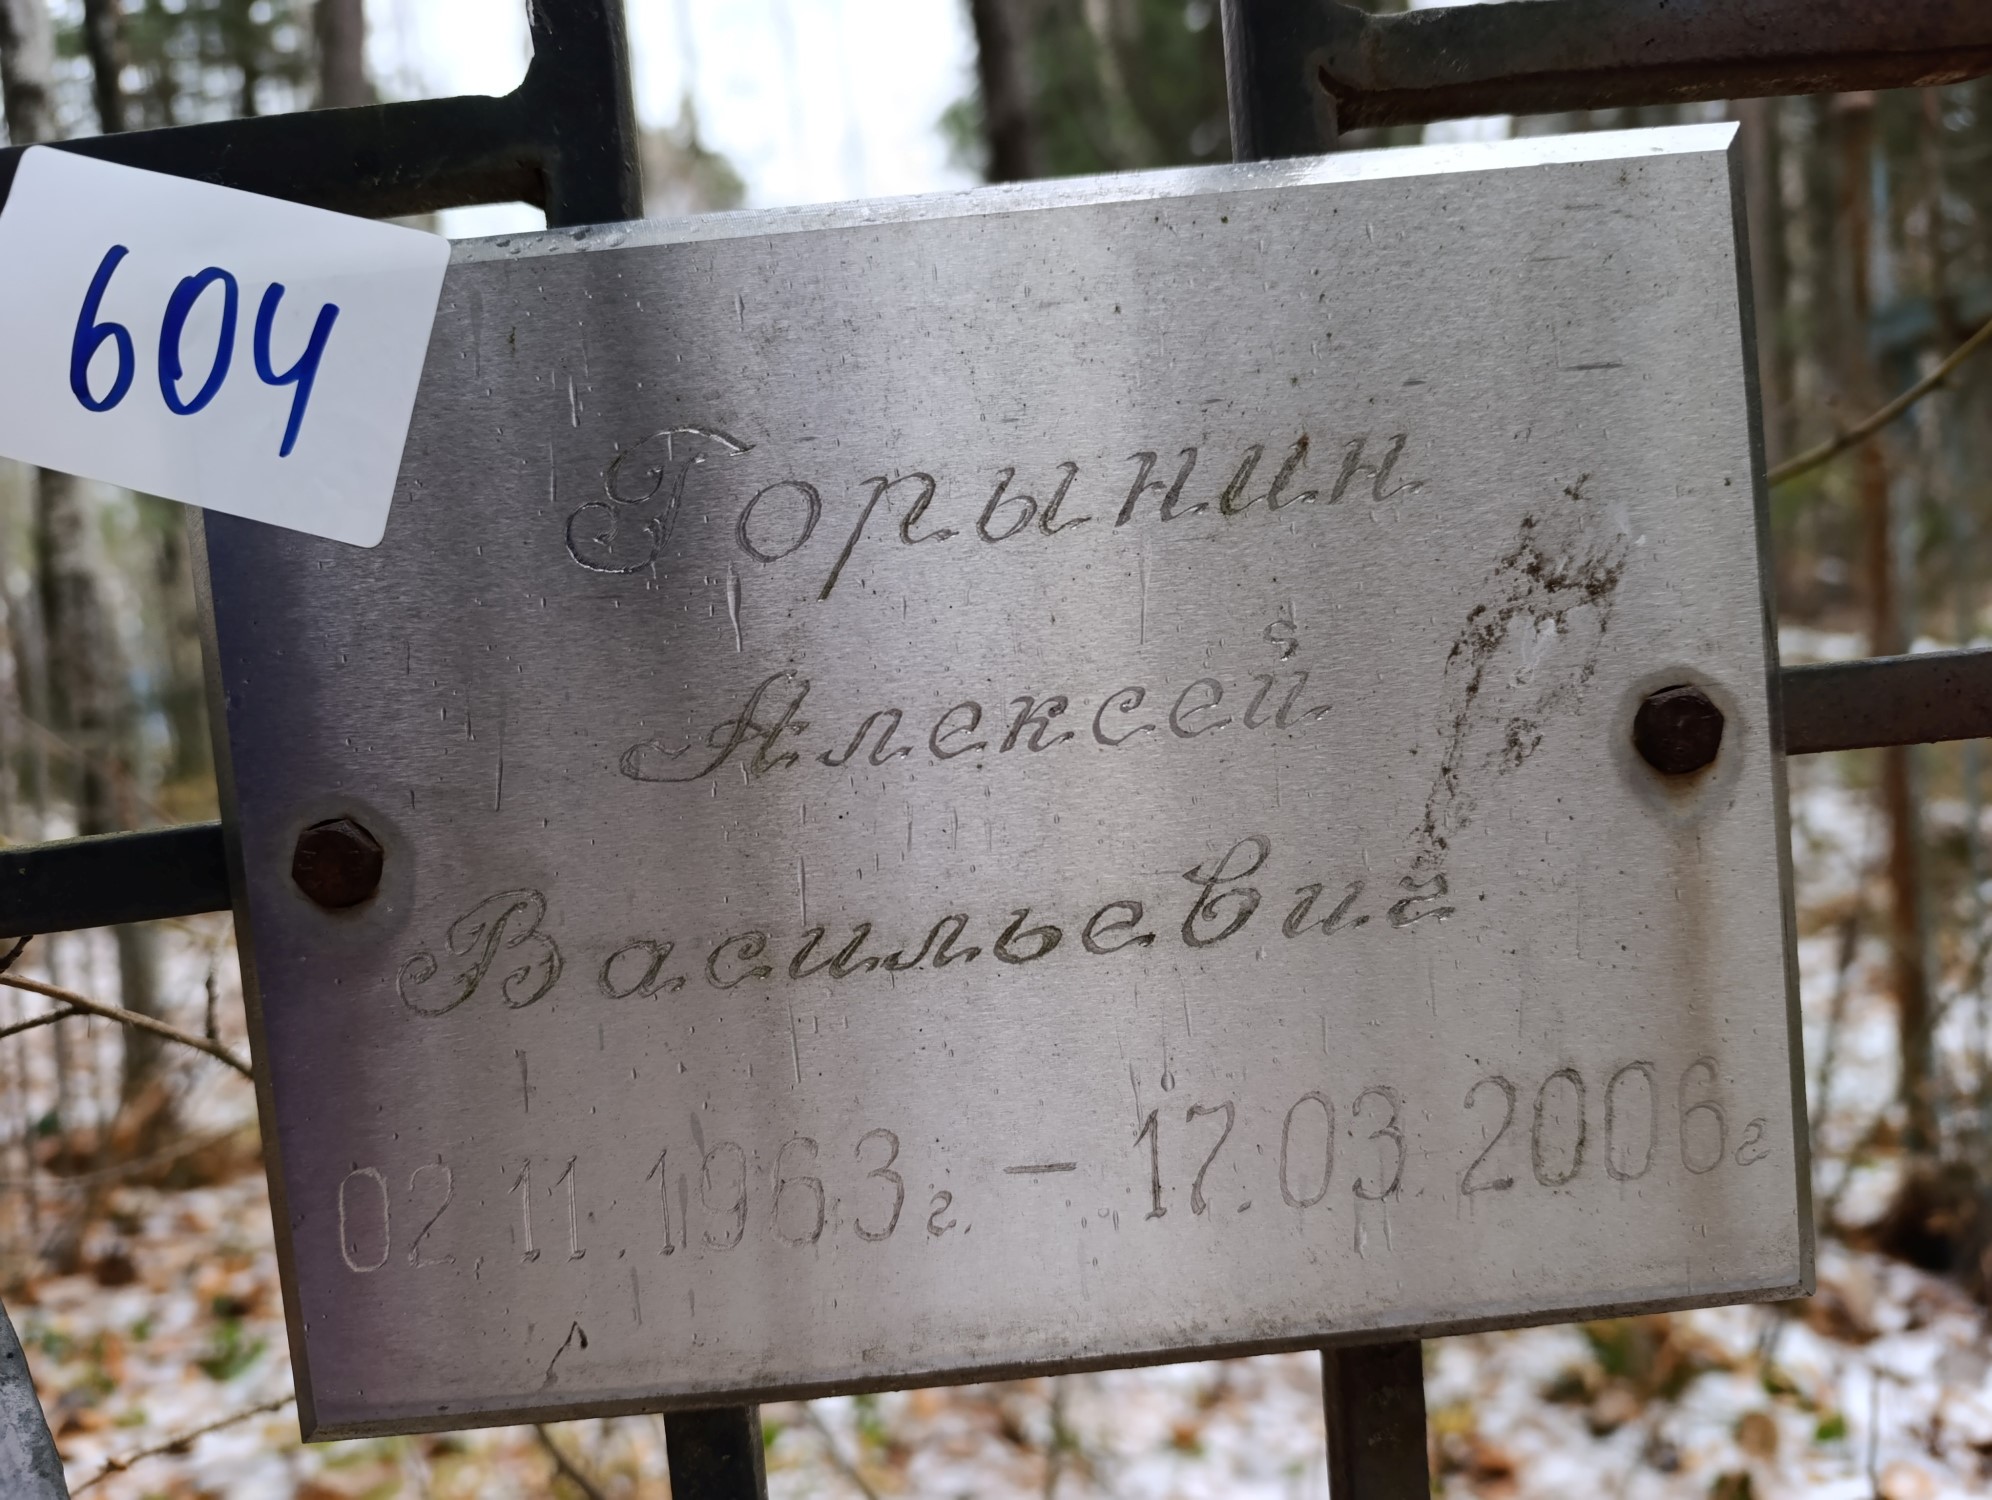 604
Горынин
Алексей
Васильевич
02.11.1963г. – 17.03.2006г